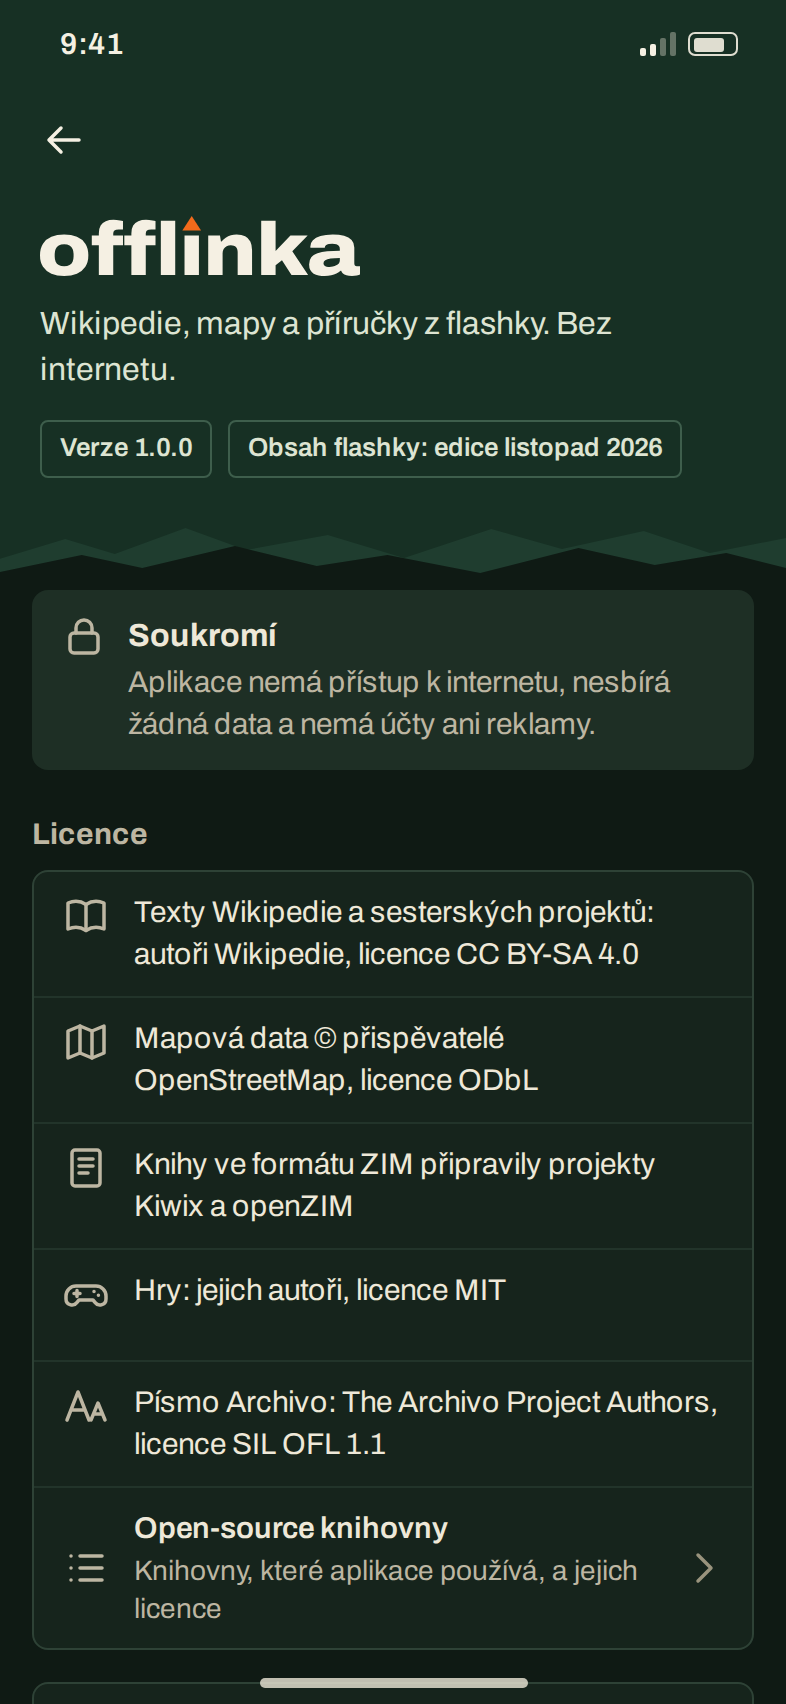 9:41
offlinka
Wikipedie, mapy a příručky z flashky. Bez
internetu.
Verze 1.0.0
Obsah flashky: edice listopad 2026
Soukromí
Aplikace nemá přístup k internetu, nesbírá
žádná data a nemá účty ani reklamy.
Licence
Texty Wikipedie a sesterských projektů:
autoři Wikipedie, licence CC BY-SA 4.0
Mapová data © přispěvatelé
OpenStreetMap, licence ODbL
Knihy ve formátu ZIM připravily projekty
Kiwix a openZIM
Hry: jejich autoři, licence MIT
Písmo Archivo: The Archivo Project Authors,
licence SIL OFL 1.1
Open-source knihovny
Knihovny, které aplikace používá, a jejich
licence